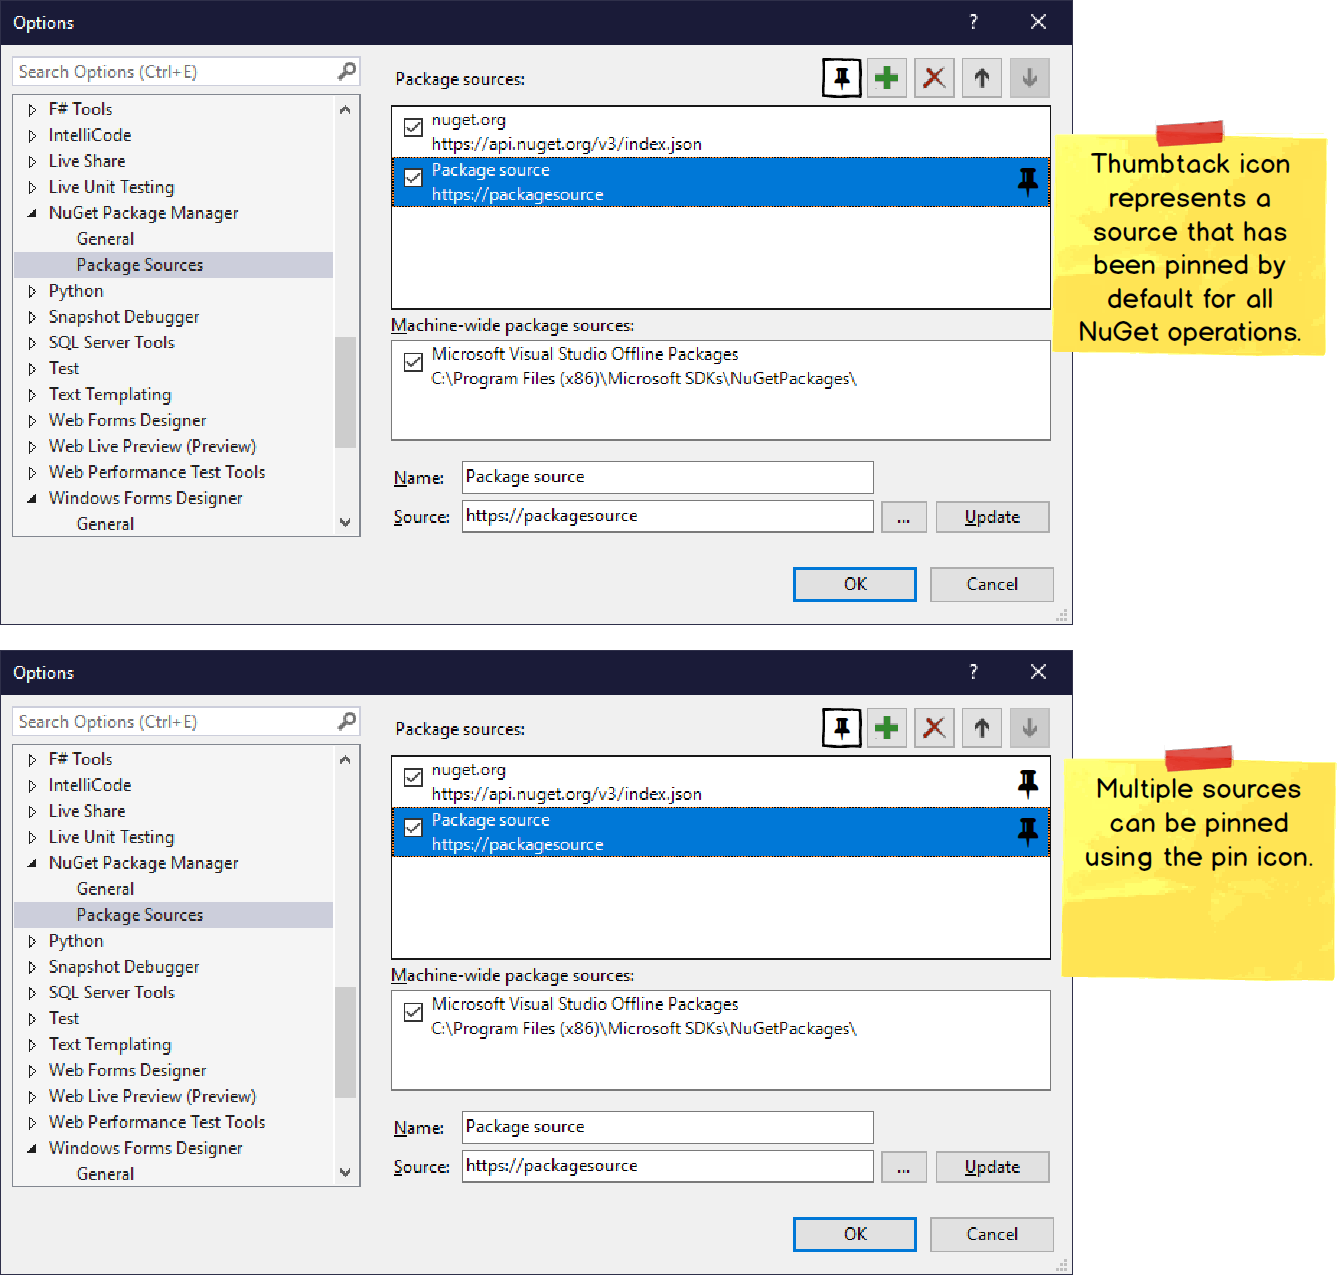 Options
?
Search Options (Ctrl+E)
F# Tools
IntelliCode
Live Share
Live Unit Testing
NuGet Package Manager
General
Package Sources
Python
Snapshot Debugger
SQL Server Tools
Test
Text Templating
Web Forms Designer
Web Live Preview (Preview)
Web Performance Test Tools
Windows Forms Designer
General
Package sources:
nuget.org
https://api.nuget.org/v3/index.json
Package source
https://packagesource
Machine-wide package sources:
Microsoft Visual Studio Offline Packages
C:\Program Files (x86)\Microsoft SDKs\NuGetPackages\
Name: Package source
Source: https://packagesource ... Update
OK Cancel
Thumbtack icon
represents a
source that has
been pinned by
default for all
NuGet operations.
Options
?
Search Options (Ctrl+E)
F# Tools
IntelliCode
Live Share
Live Unit Testing
NuGet Package Manager
General
Package Sources
Python
Snapshot Debugger
SQL Server Tools
Test
Text Templating
Web Forms Designer
Web Live Preview (Preview)
Web Performance Test Tools
Windows Forms Designer
General
Package sources:
nuget.org
https://api.nuget.org/v3/index.json
Package source
https://packagesource
Machine-wide package sources:
Microsoft Visual Studio Offline Packages
C:\Program Files (x86)\Microsoft SDKs\NuGetPackages\
Name: Package source
Source: https://packagesource ... Update
OK Cancel
Multiple sources
can be pinned
using the pin icon.